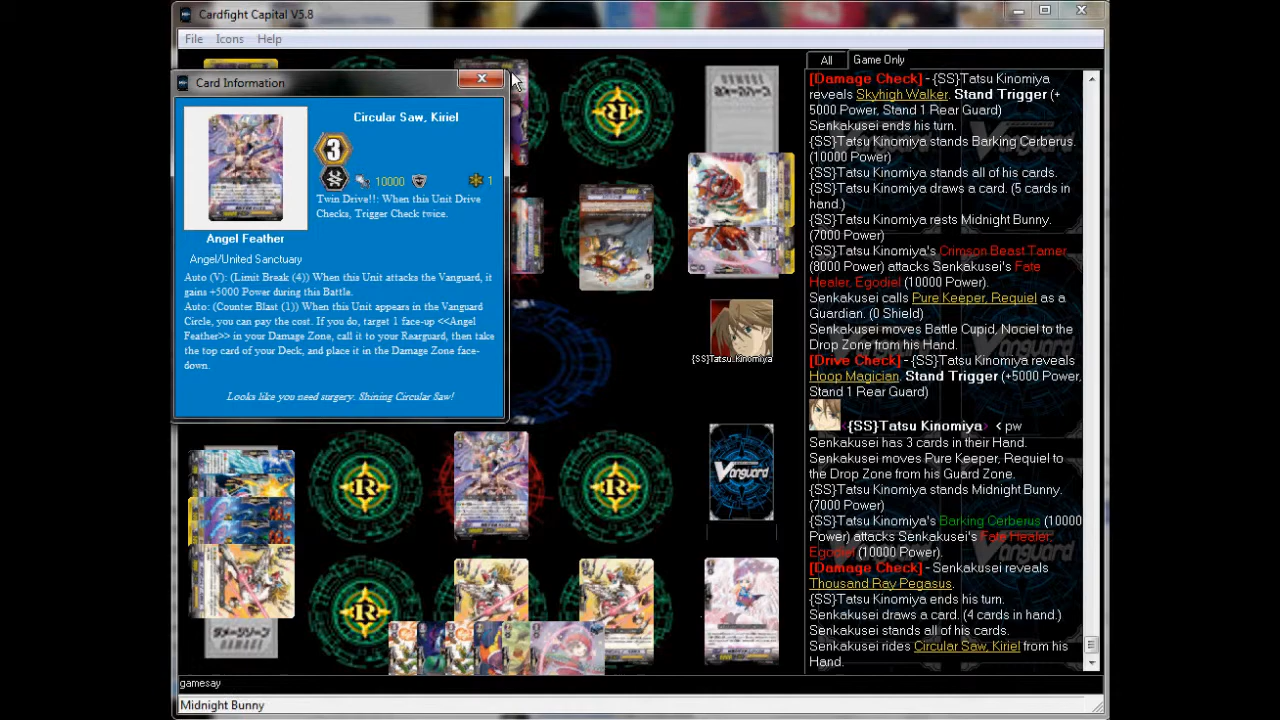 Cardfight Capital V5.8
File Icons Help
Card Information
Circular Saw, Kiriel
3
10000
1
Twin Drive!!: When this Unit Drive
Checks, Trigger Check twice.
Angel Feather
Angel/United Sanctuary
Auto (V): (Limit Break (4)) When this Unit attacks the Vanguard, it
gains +5000 Power during this Battle.
Auto: (Counter Blast (1)) When this Unit appears in the Vanguard
Circle, you can pay the cost. If you do, target 1 face-up <<Angel
Feather>> in your Damage Zone, call it to your Rearguard, then take
the top card of your Deck, and place it in the Damage Zone face-
down.
Looks like you need surgery. Shining Circular Saw!
{SS}Tatsu Kinomiya
VANGUARD
All Game Only
[Damage Check] - {SS}Tatsu Kinomiya
reveals Skyhigh Walker. Stand Trigger (+
5000 Power, Stand 1 Rear Guard)
Senkakusei ends his turn.
{SS}Tatsu Kinomiya stands Barking Cerberus.
(10000 Power)
{SS}Tatsu Kinomiya stands all of his cards.
{SS}Tatsu Kinomiya draws a card. (5 cards in
hand.)
{SS}Tatsu Kinomiya rests Midnight Bunny.
(7000 Power)
{SS}Tatsu Kinomiya's Crimson Beast Tamer
(8000 Power) attacks Senkakusei's Fate
Healer, Egodiel (10000 Power).
Senkakusei calls Pure Keeper, Requiel as a
Guardian. (0 Shield)
Senkakusei moves Battle Cupid, Nociel to the
Drop Zone from his Hand.
[Drive Check] - {SS}Tatsu Kinomiya reveals
Hoop Magician. Stand Trigger (+5000 Power,
Stand 1 Rear Guard)
{SS}Tatsu Kinomiya> < pw
Senkakusei has 3 cards in their Hand.
Senkakusei moves Pure Keeper, Requiel to
the Drop Zone from his Guard Zone.
{SS}Tatsu Kinomiya stands Midnight Bunny.
(7000 Power)
{SS}Tatsu Kinomiya's Barking Cerberus (10000
Power) attacks Senkakusei's Fate Healer,
Egodiel (10000 Power).
[Damage Check] - Senkakusei reveals
Thousand Ray Pegasus.
{SS}Tatsu Kinomiya ends his turn.
Senkakusei draws a card. (4 cards in hand.)
Senkakusei stands all of his cards.
Senkakusei rides Circular Saw, Kiriel from his
Hand.
gamesay
Midnight Bunny